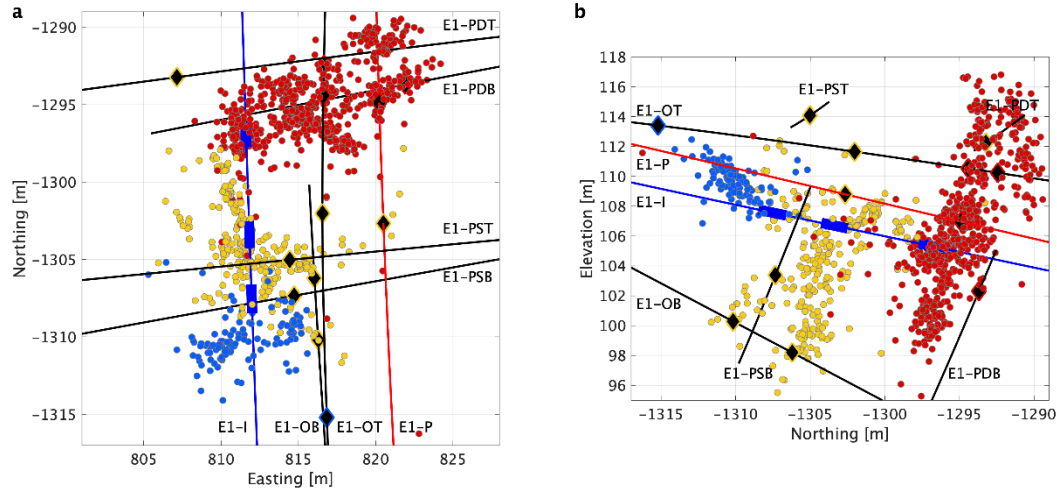 a
b
−1290
−1295
−1300
−1305
−1310
−1315
Northing [m]
805
810
815
820
825
Easting [m]
E1−PDT
E1−PDB
E1−PST
E1−PSB
E1−I
E1−OB
E1−OT
E1−P
118
116
114
112
110
108
106
104
102
100
98
96
Elevation [m]
−1315
−1310
−1305
−1300
−1295
−1290
Northing [m]
E1−PST
E1−OT
E1−PDT
E1−P
E1−I
E1−OB
E1−PSB
E1−PDB